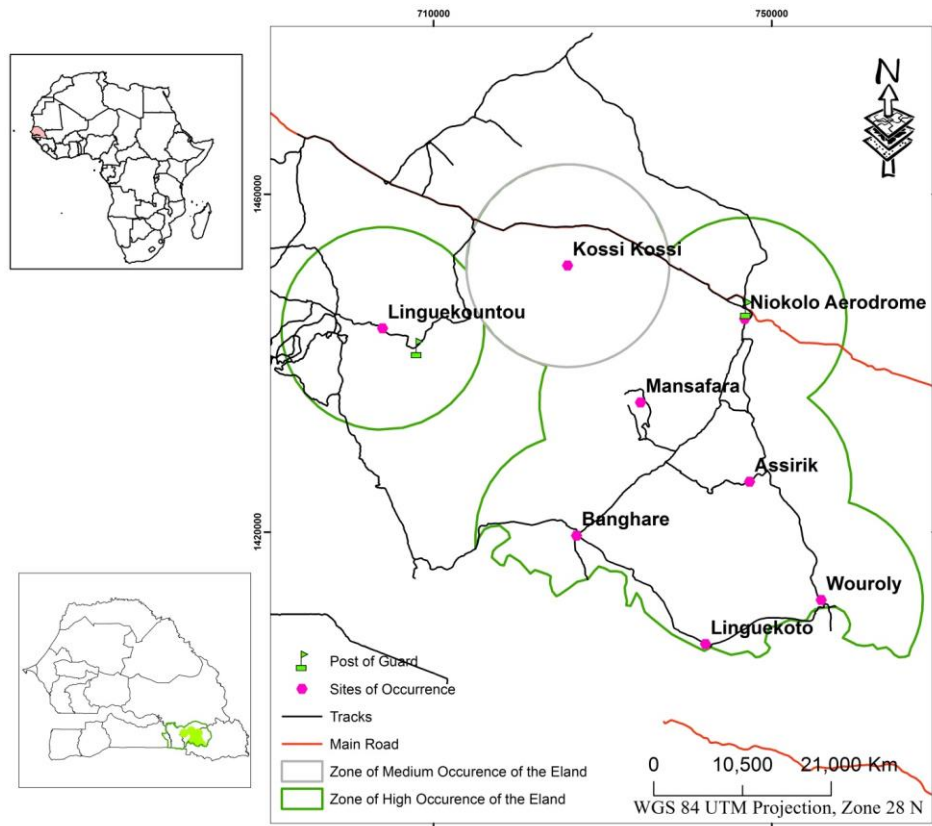 710000
750000
N
1460000
Kossi Kossi
Niokolo Aerodrome
Linguekountou
Mansafara
Assirik
Banghare
1420000
Wouroly
Linguekoto
Post of Guard
Sites of Occurrence
Tracks
Main Road
Zone of Medium Occurence of the Eland
Zone of High Occurence of the Eland
0 10,500 21,000 Km
WGS 84 UTM Projection, Zone 28 N
710000
750000